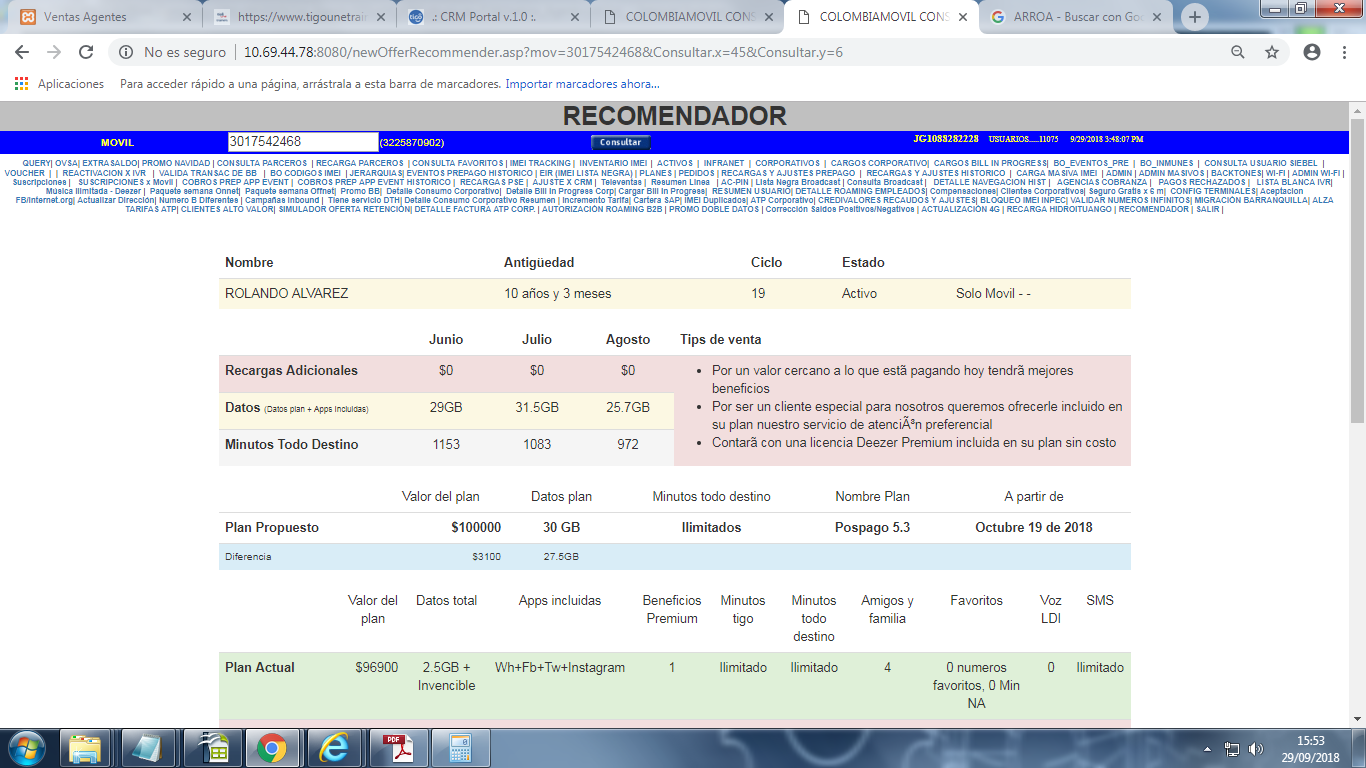 Ventas Agentes
https://www.tigounetrain
.: CRM Portal v.1.0 :.
COLOMBIAMOVIL CONS
COLOMBIAMOVIL CONS
ARROA - Buscar con Goo
No es seguro | 10.69.44.78:8080/newOfferRecommender.asp?mov=3017542468&Consultar.x=45&Consultar.y=6
Aplicaciones Para acceder rápido a una página, arrástrala a esta barra de marcadores. Importar marcadores ahora...
RECOMENDADOR
MOVIL 3017542468 (3225870902) Consultar JG1088282228 USUARIOS.....11075 9/29/2018 3:48:07 PM
QUERY| OVSA| EXTRASALDO| PROMO NAVIDAD | CONSULTA PARCEROS | RECARGA PARCEROS | CONSULTA FAVORITOS | IMEI TRACKING | INVENTARIO IMEI | ACTIVOS | INFRANET | CORPORATIVOS | CARGOS CORPORATIVO| CARGOS BILL IN PROGRESS| BO_EVENTOS_PRE | BO_INMUNES | CONSULTA USUARIO SIEBEL |
VOUCHER | | REACTIVACION X IVR | VALIDA TRANSAC DE BB | BO CODIGOS IMEI | JERARQUIAS| EVENTOS PREPAGO HISTORICO | EIR (IMEI LISTA NEGRA) | PLANES | PEDIDOS | RECARGAS Y AJUSTES PREPAGO | RECARGAS Y AJUSTES HISTORICO | CARGA MASIVA IMEI | ADMIN | ADMIN MASIVOS | BACKTONES| WI-FI | ADMIN WI-FI |
Suscripciones | SUSCRIPCIONES x Movil | COBROS PREP APP EVENT | COBROS PREP APP EVENT HISTORICO | RECARGAS PSE | AJUSTE X CRM | Televentas | Resumen Linea | AC-PIN | Lista Negra Broadcast | Consulta Broadcast | DETALLE NAVEGACION HIST | AGENCIAS COBRANZA | PAGOS RECHAZADOS | LISTA BLANCA IVR|
Musica Ilimitada - Deezer | Paquete semana Onnet| Paquete semana Offnet| Promo BB| Detalle Consumo Corporativo| Detalle Bill In Progress Corp| Cargar Bill In Progress| RESUMEN USUARIO| DETALLE ROAMING EMPLEADOS| Compensaciones| Clientes Corporativos| Seguro Gratis x 6 m| CONFIG TERMINALES| Aceptacion
FB/Internet.org| Actualizar Dirección| Numero B Diferentes | Campañas Inbound | Tiene servicio DTH| Detalle Consumo Corporativo Resumen | Incremento Tarifa| Cartera SAP| IMEI Duplicados| ATP Corporativo| CREDIVALORES RECAUDOS Y AJUSTES| BLOQUEO IMEI INPEC| VALIDAR NUMEROS INFINITOS| MIGRACIÓN BARRANQUILLA| ALZA
TARIFAS ATP| CLIENTES ALTO VALOR| SIMULADOR OFERTA RETENCIÓN| DETALLE FACTURA ATP CORP. | AUTORIZACIÓN ROAMING B2B | PROMO DOBLE DATOS | Corrección Saldos Positivos/Negativos | ACTUALIZACIÓN 4G | RECARGA HIDROITUANGO | RECOMENDADOR | SALIR |
Nombre Antigüedad Ciclo Estado
ROLANDO ALVAREZ 10 años y 3 meses 19 Activo Solo Movil - -
Junio Julio Agosto Tips de venta
Recargas Adicionales $0 $0 $0
Datos (Datos plan + Apps Incluidas) 29GB 31.5GB 25.7GB
Minutos Todo Destino 1153 1083 972
• Por un valor cercano a lo que estã pagando hoy tendrã mejores
beneficios
• Por ser un cliente especial para nosotros queremos ofrecerle incluido en
su plan nuestro servicio de atenciÃªn preferencial
• Contarã con una licencia Deezer Premium incluida en su plan sin costo
Valor del plan Datos plan Minutos todo destino Nombre Plan A partir de
Plan Propuesto $100000 30 GB Ilimitados Pospago 5.3 Octubre 19 de 2018
Diferencia $3100 27.5GB
Valor del plan Datos total Apps incluidas Beneficios Premium Minutos tigo Minutos todo destino Amigos y familia Favoritos Voz LDI SMS
Plan Actual $96900 2.5GB + Invencible Wh+Fb+Tw+Instagram 1 Ilimitado Ilimitado 4 0 numeros favoritos, 0 Min NA 0 Ilimitado
15:53
29/09/2018